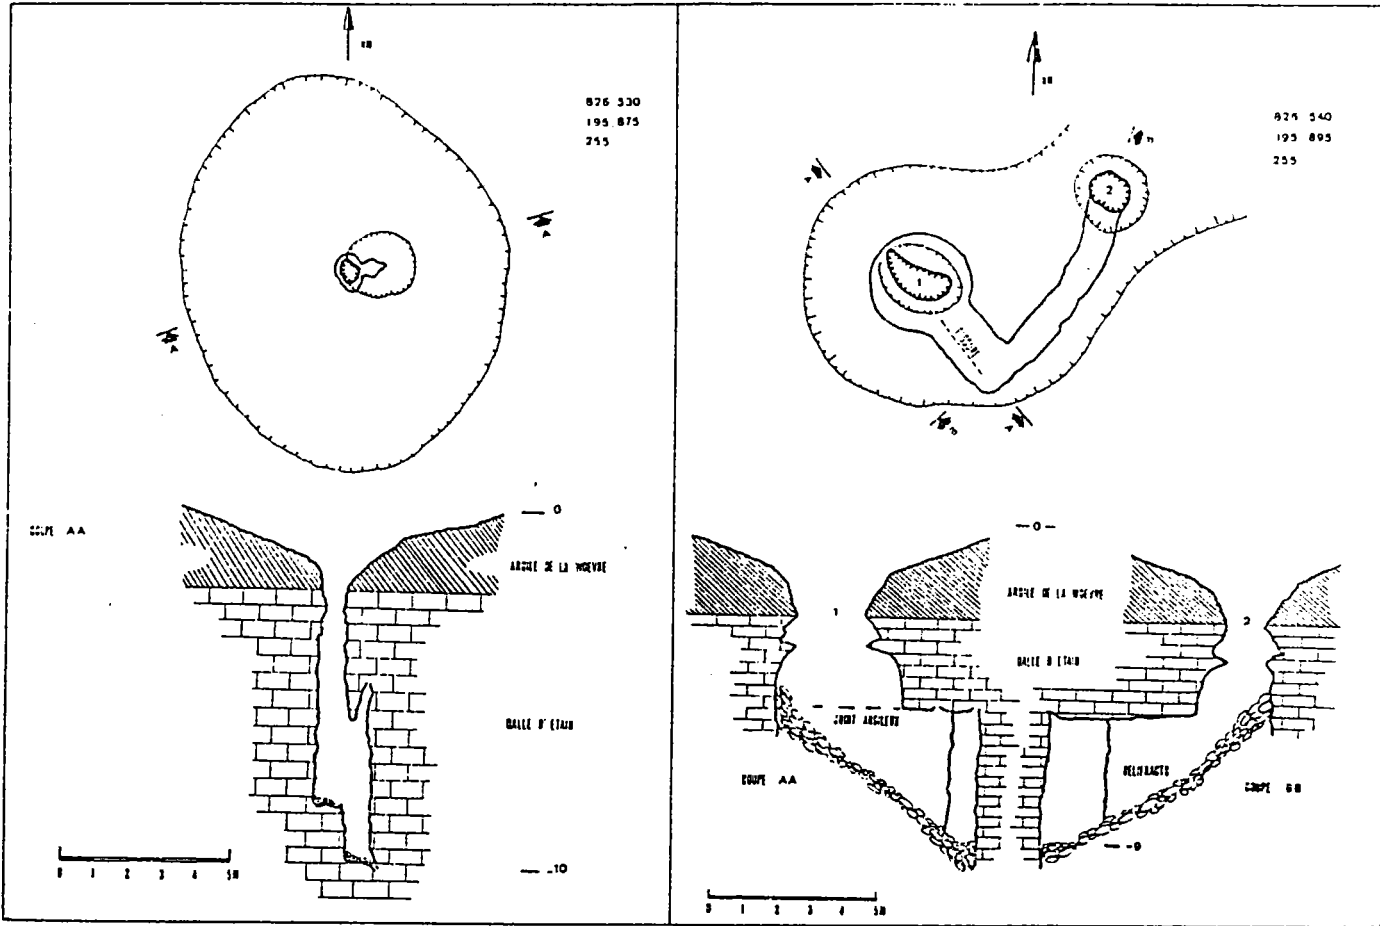 826 530
195.875
255
A
A
COUPE AA
0
ARGILE DE LA WOEVRE
DALLE D'ETAIN
-10
0 1 2 3 4 5M
826 540
195 895
255
A
B
2
1
B
A
-0-
ARGILE DE LA WOEVRE
1
2
DALLE D'ETAIN
JOINT ARGILEUX
COUPE AA
GELIFRACTS
COUPE BB
-9
0 1 2 3 4 5M